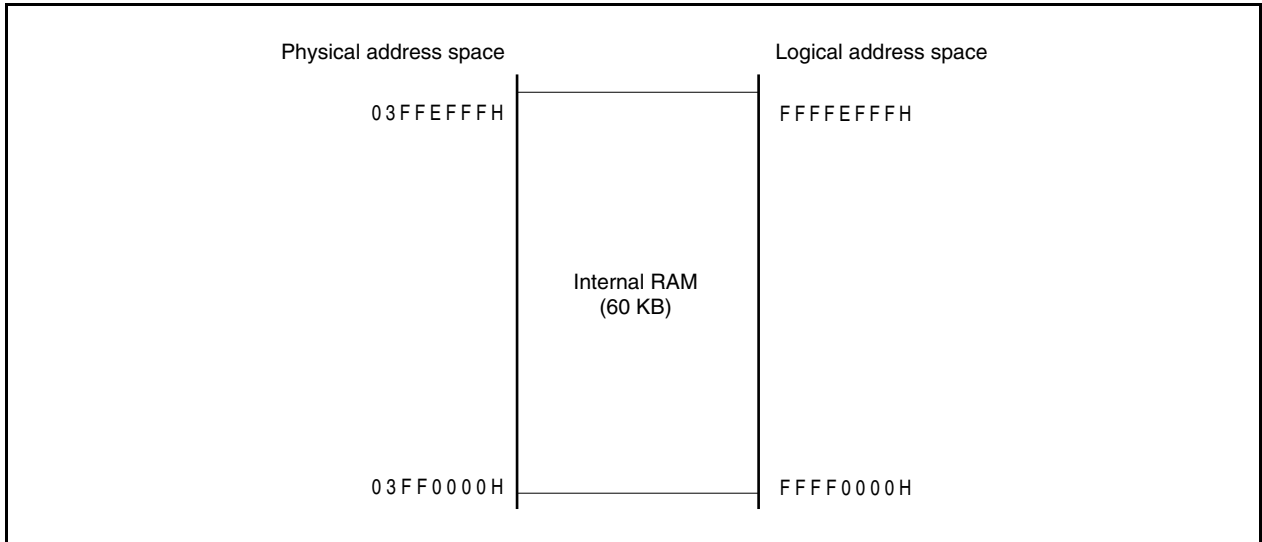 Physical address space
Logical address space
03FFEFFFH
FFFFEFFFH
Internal RAM
(60 KB)
03FF0000H
FFFF0000H